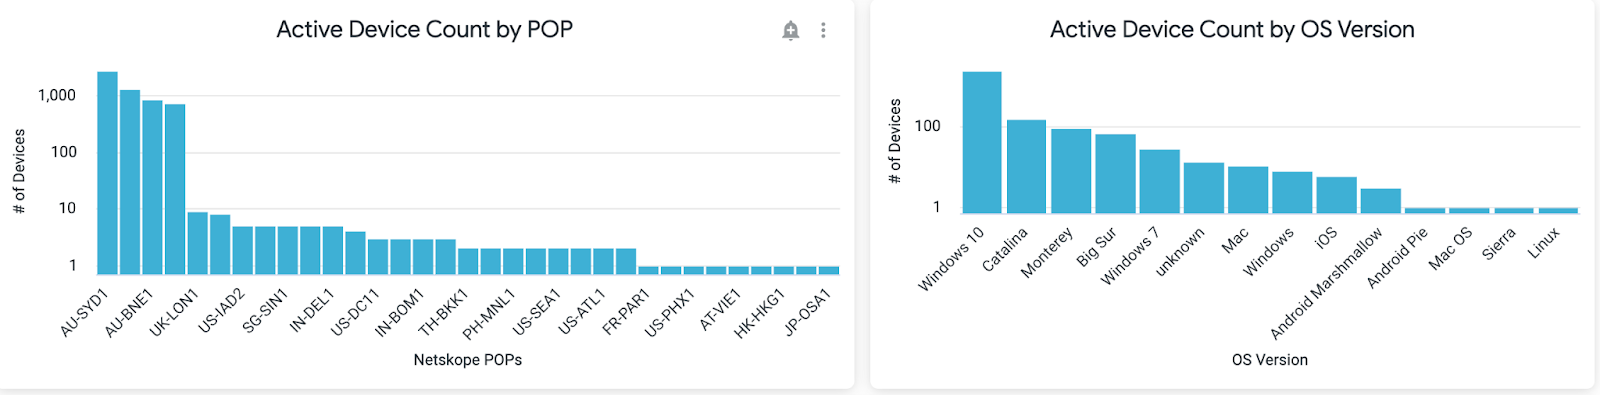 Active Device Count by POP
# of Devices
1,000
100
10
1
AU-SYD1
AU-BNE1
UK-LON1
US-IAD2
SG-SIN1
IN-DEL1
US-DC11
IN-BOM1
TH-BKK1
PH-MNL1
US-SEA1
US-ATL1
FR-PAR1
US-PHX1
AT-VIE1
HK-HKG1
JP-OSA1
Netskope POPs
Active Device Count by OS Version
# of Devices
100
1
Windows 10
Catalina
Monterey
Big Sur
Windows 7
unknown
Mac
Windows
iOS
Android Marshmallow
Android Pie
Mac OS
Sierra
Linux
OS Version